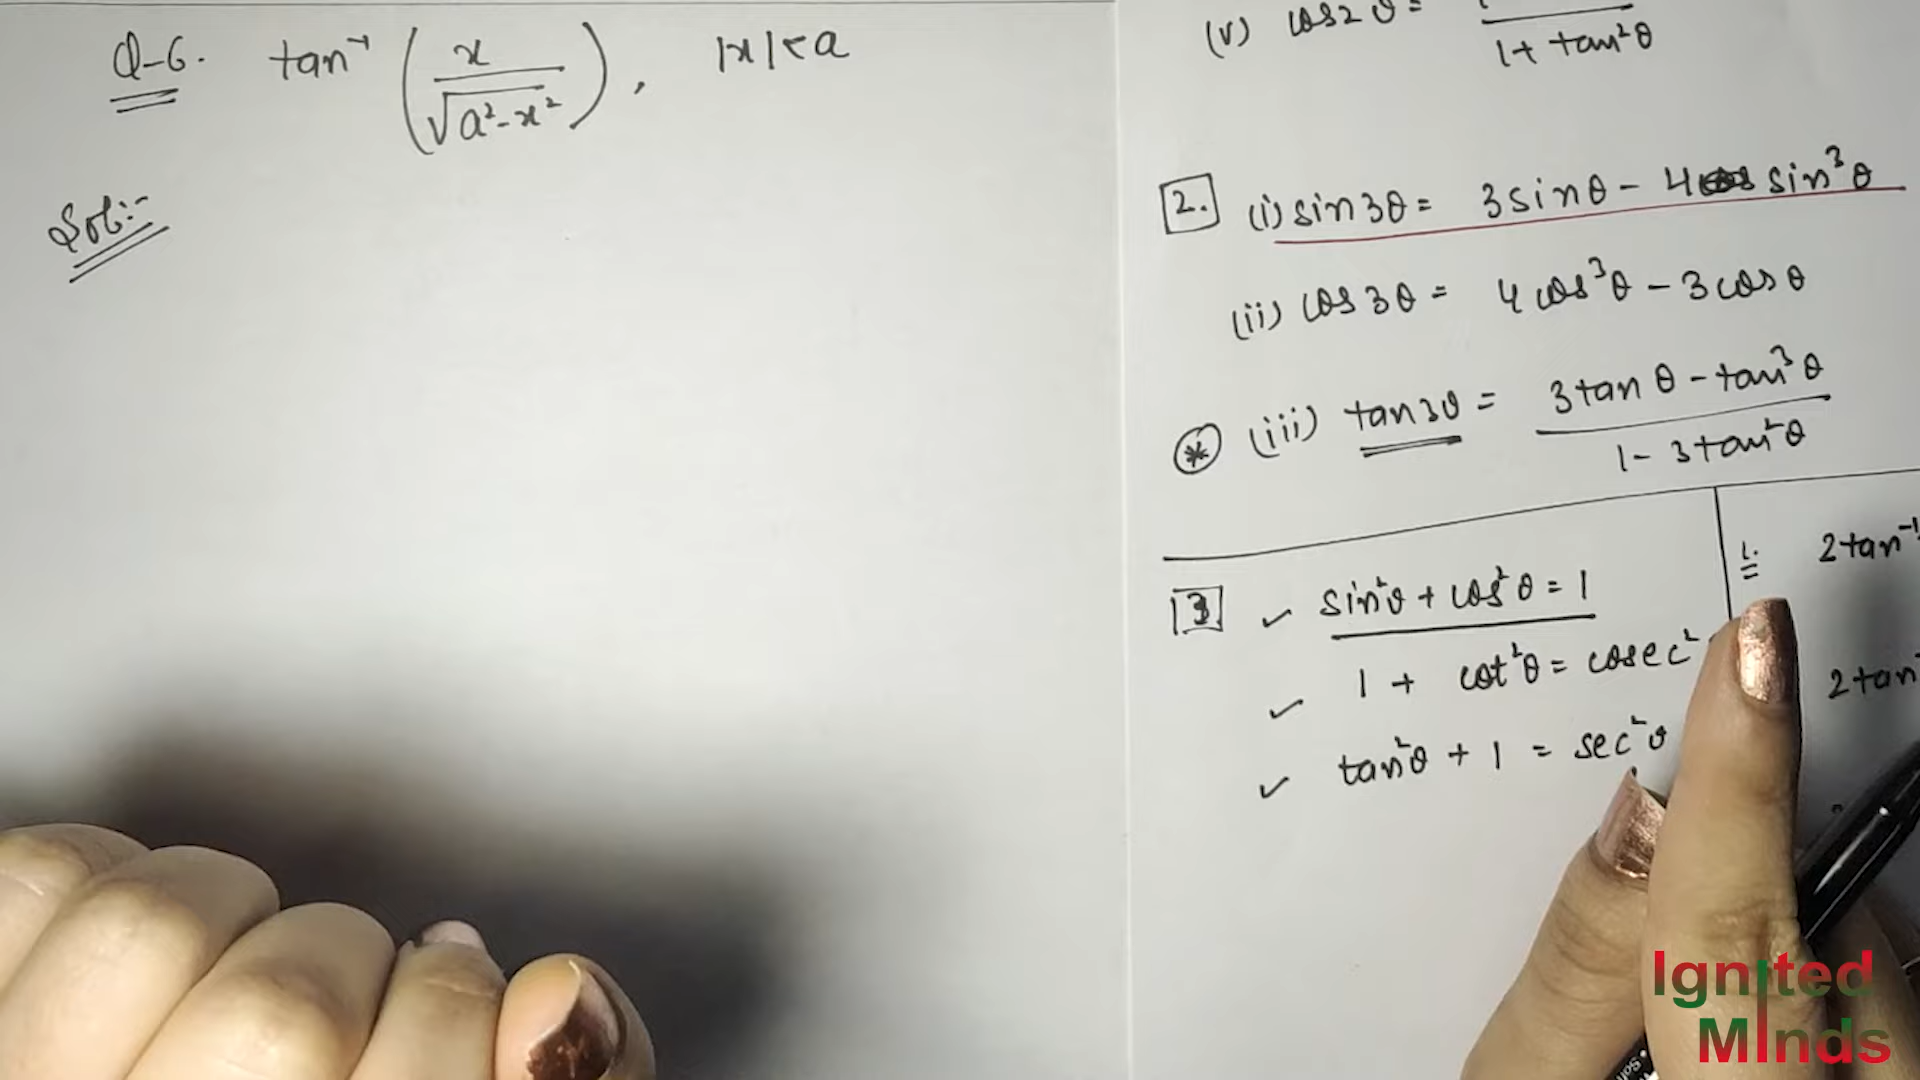 Q-6. tan⁻¹ (x / √a²-x²), |x|<a
Sol:-
(v) cos2θ = / 1+ tan²θ
2. (i) sin3θ = 3sinθ - 4 sin³θ
(ii) cos3θ = 4cos³θ - 3cosθ
* (iii) tan3θ = 3tanθ - tan³θ / 1- 3tan²θ
3 ✓ sin²θ + cos²θ = 1
✓ 1 + cot²θ = cosec²
✓ tan²θ + 1 = sec²θ
1. 2tan⁻¹
2tan
Ignited
Minds